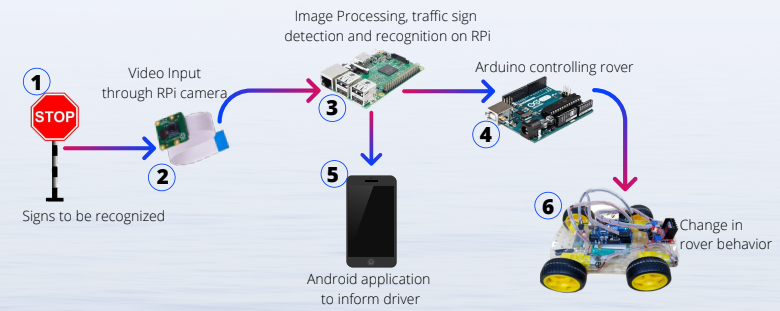 Image Processing, traffic sign
detection and recognition on RPi
1
STOP
Signs to be recognized
Video Input
through RPi camera
2
3
Arduino controlling rover
4
5
Android application
to inform driver
6
Change in
rover behavior